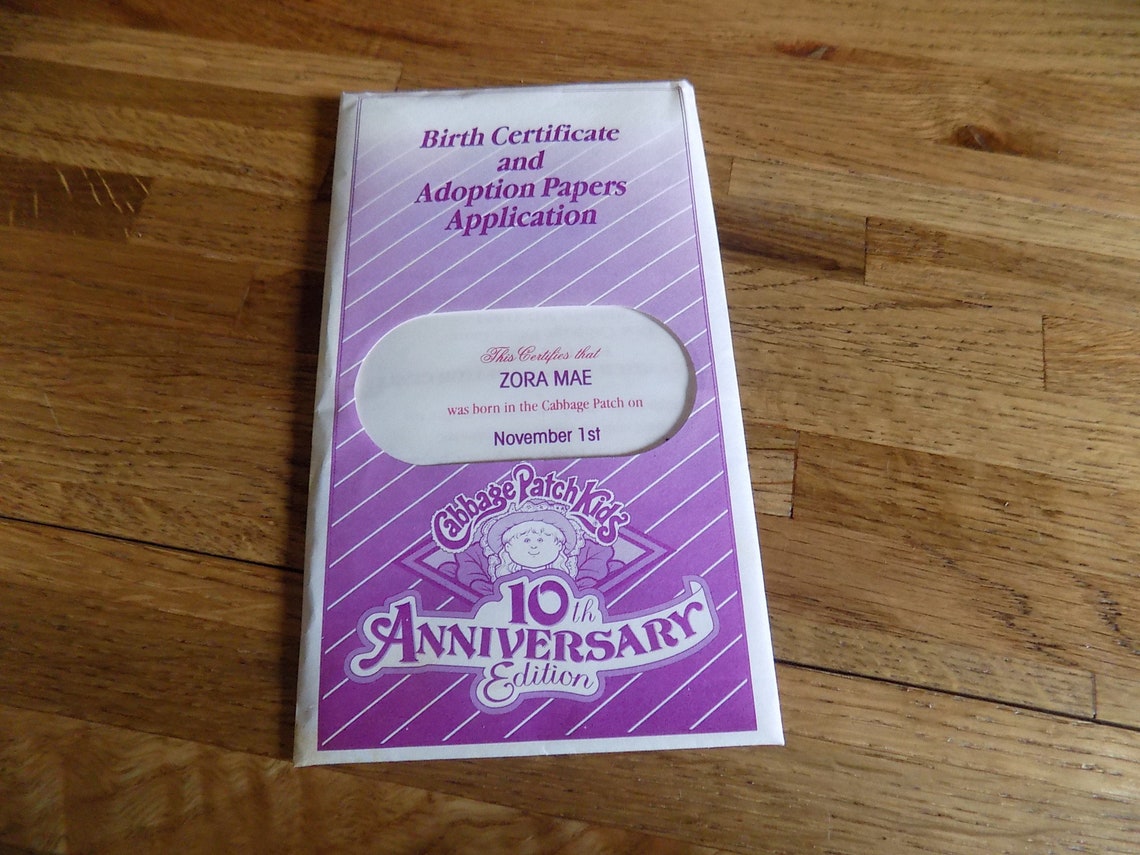 Birth Certificate
and
Adoption Papers
Application
This Certifies that
ZORA MAE
was born in the Cabbage Patch on
November 1st
Cabbage Patch Kids
10th
ANNIVERSARY
Edition